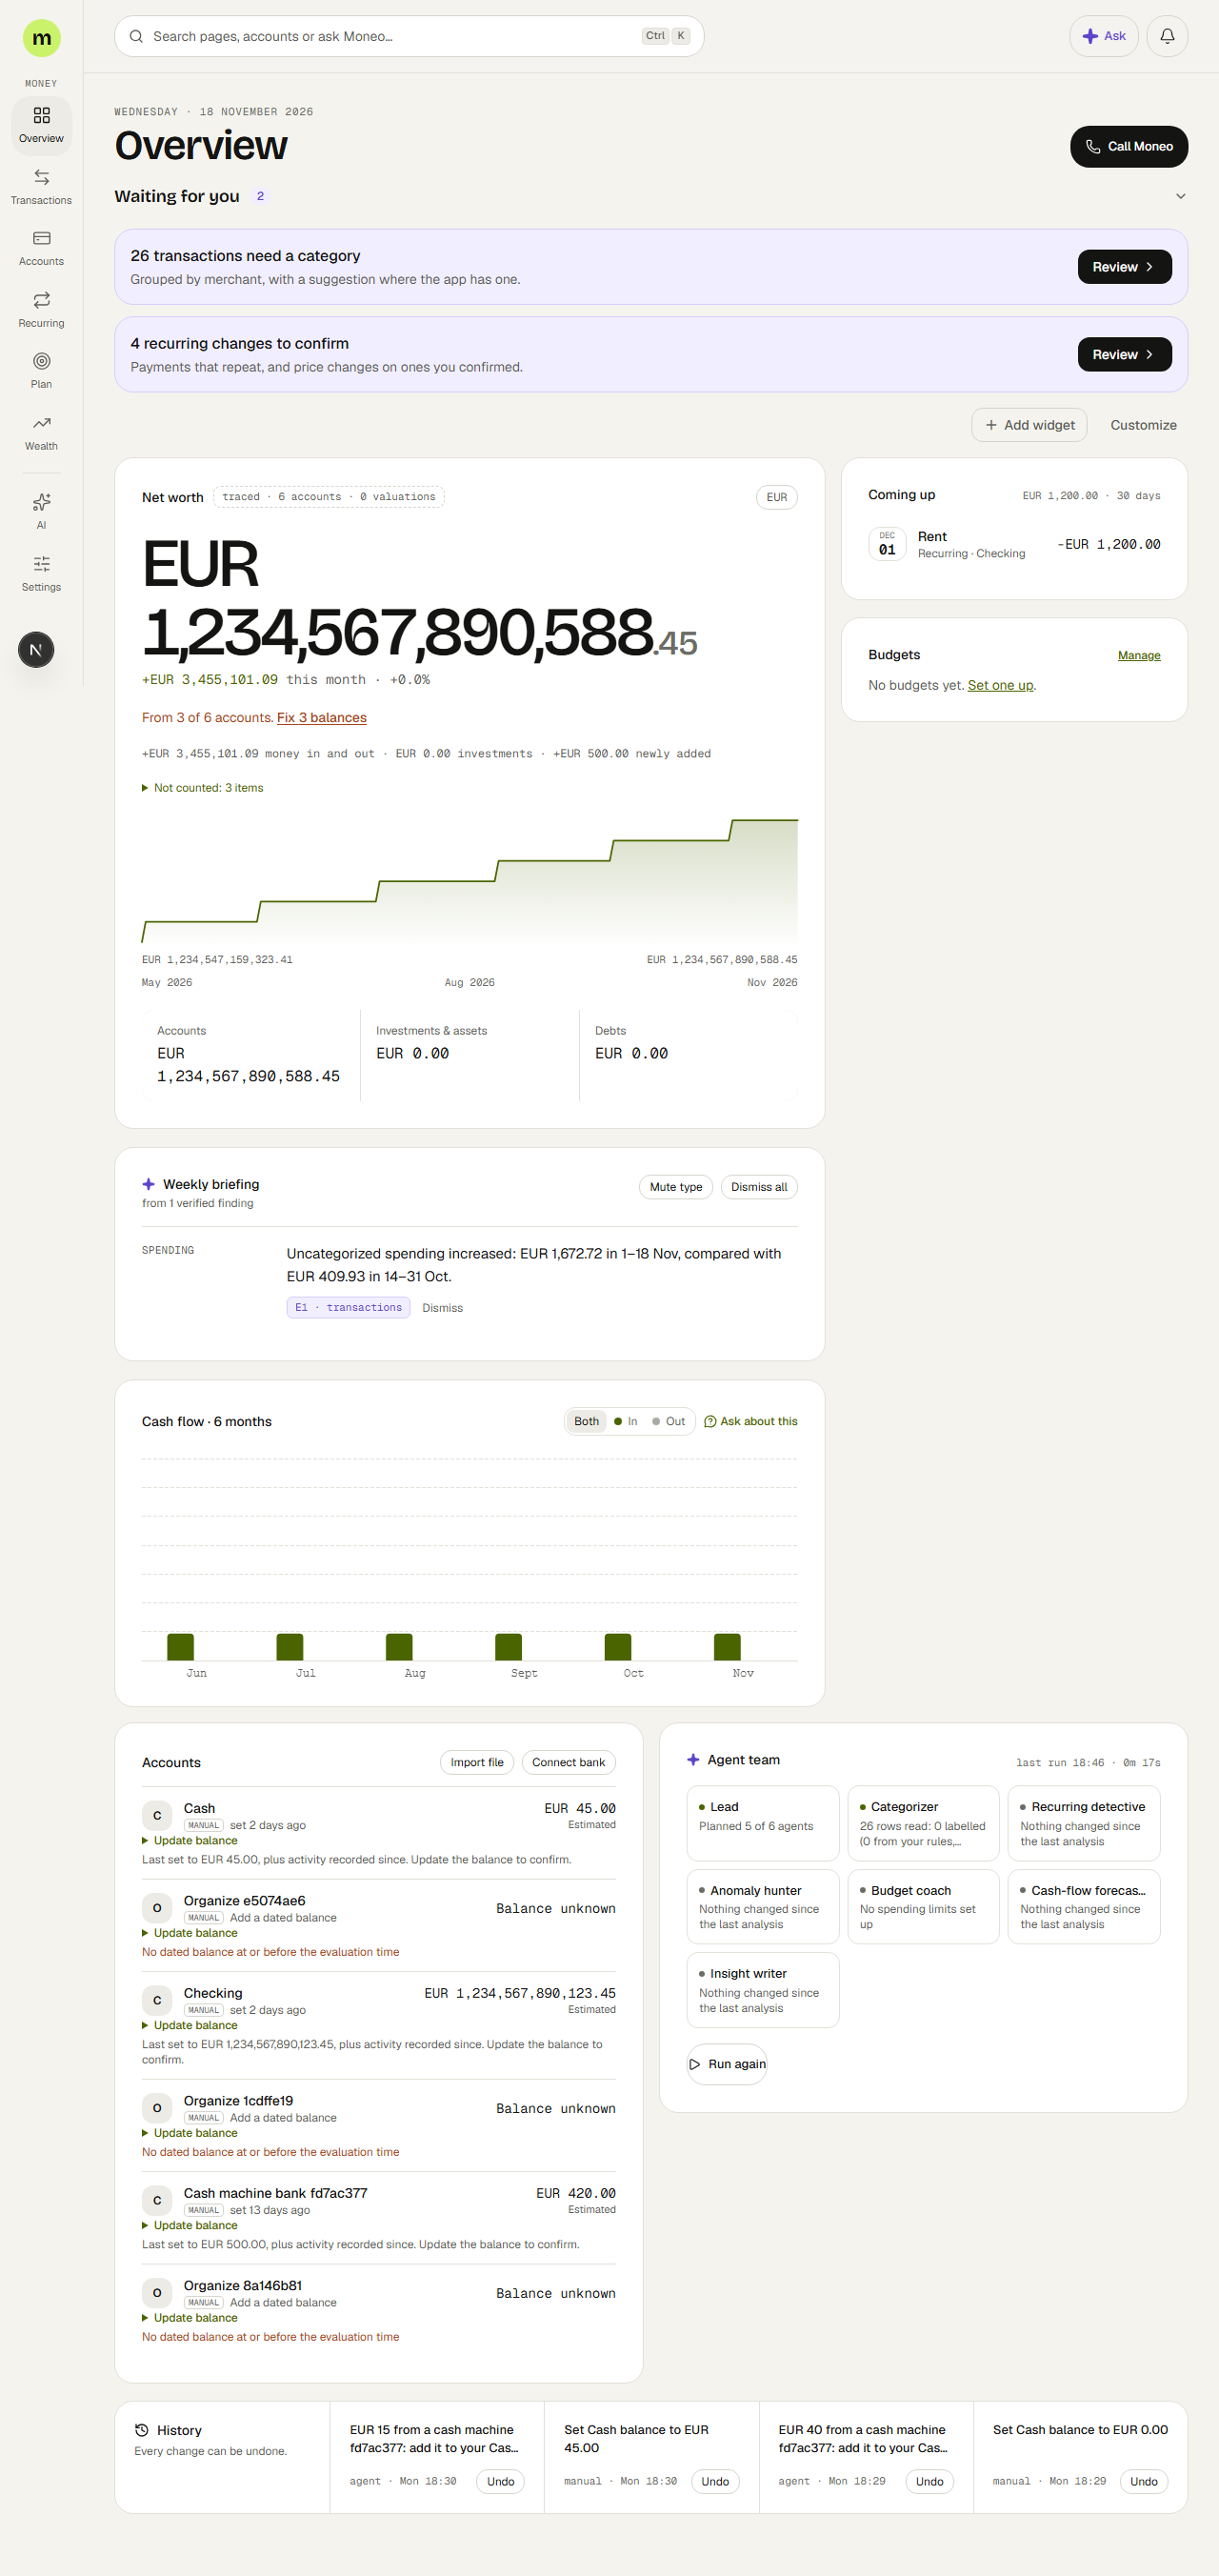 m
Search pages, accounts or ask Moneo...
Ctrl K
Ask
MONEY
Overview
Transactions
Accounts
Recurring
Plan
Wealth
AI
Settings
N
WEDNESDAY · 18 NOVEMBER 2026
Overview
Call Moneo
Waiting for you 2
26 transactions need a category
Grouped by merchant, with a suggestion where the app has one.
Review
4 recurring changes to confirm
Payments that repeat, and price changes on ones you confirmed.
Review
Add widget
Customize
Net worth
traced · 6 accounts · 0 valuations
EUR
EUR
1,234,567,890,588.45
+EUR 3,455,101.09 this month · +0.0%
From 3 of 6 accounts. Fix 3 balances
+EUR 3,455,101.09 money in and out · EUR 0.00 investments · +EUR 500.00 newly added
Not counted: 3 items
EUR 1,234,547,159,323.41
EUR 1,234,567,890,588.45
May 2026
Aug 2026
Nov 2026
Accounts
EUR
1,234,567,890,588.45
Investments & assets
EUR 0.00
Debts
EUR 0.00
Coming up
EUR 1,200.00 · 30 days
DEC
01
Rent
Recurring · Checking
-EUR 1,200.00
Budgets
Manage
No budgets yet. Set one up.
Weekly briefing
from 1 verified finding
Mute type
Dismiss all
SPENDING
Uncategorized spending increased: EUR 1,672.72 in 1–18 Nov, compared with
EUR 409.93 in 14–31 Oct.
E1 · transactions
Dismiss
Cash flow · 6 months
Both
In
Out
Ask about this
Jun
Jul
Aug
Sept
Oct
Nov
Accounts
Import file
Connect bank
C
Cash
MANUAL set 2 days ago
EUR 45.00
Estimated
Update balance
Last set to EUR 45.00, plus activity recorded since. Update the balance to confirm.
O
Organize e5074ae6
MANUAL Add a dated balance
Balance unknown
Update balance
No dated balance at or before the evaluation time
C
Checking
MANUAL set 2 days ago
EUR 1,234,567,890,123.45
Estimated
Update balance
Last set to EUR 1,234,567,890,123.45, plus activity recorded since. Update the balance to
confirm.
O
Organize 1cdffe19
MANUAL Add a dated balance
Balance unknown
Update balance
No dated balance at or before the evaluation time
C
Cash machine bank fd7ac377
MANUAL set 13 days ago
EUR 420.00
Estimated
Update balance
Last set to EUR 500.00, plus activity recorded since. Update the balance to confirm.
O
Organize 8a146b81
MANUAL Add a dated balance
Balance unknown
Update balance
No dated balance at or before the evaluation time
Agent team
last run 18:46 · 0m 17s
Lead
Planned 5 of 6 agents
Categorizer
26 rows read: 0 labelled
(0 from your rules,...
Recurring detective
Nothing changed since
the last analysis
Anomaly hunter
Nothing changed since
the last analysis
Budget coach
No spending limits set
up
Cash-flow forecas...
Nothing changed since
the last analysis
Insight writer
Nothing changed since
the last analysis
Run again
History
Every change can be undone.
EUR 15 from a cash machine
fd7ac377: add it to your Cas...
agent · Mon 18:30
Undo
Set Cash balance to EUR
45.00
manual · Mon 18:30
Undo
EUR 40 from a cash machine
fd7ac377: add it to your Cas...
agent · Mon 18:29
Undo
Set Cash balance to EUR 0.00
manual · Mon 18:29
Undo